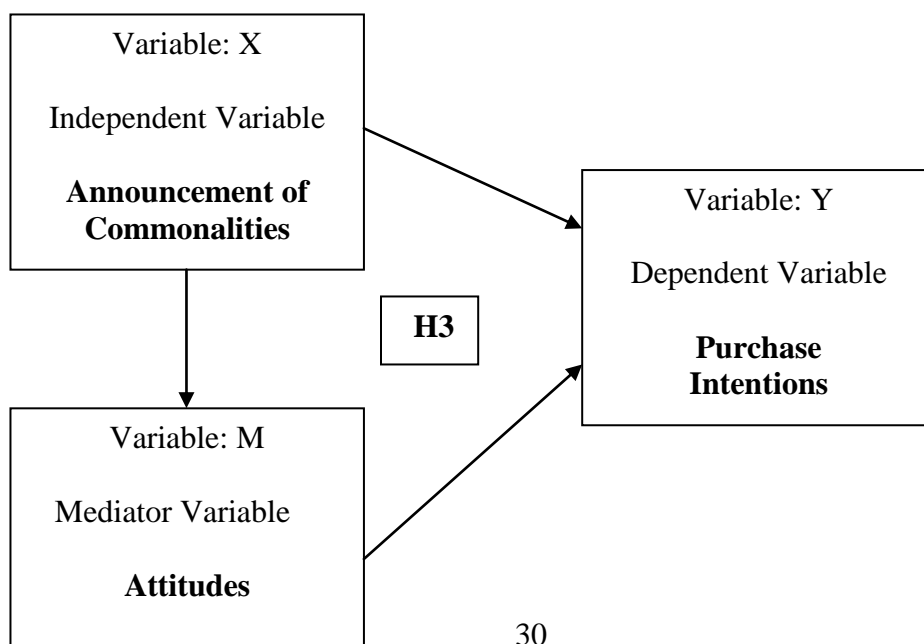 Variable: X
Independent Variable
Announcement of
Commonalities
Variable: Y
Dependent Variable
Purchase
Intentions
H3
Variable: M
Mediator Variable
Attitudes
30